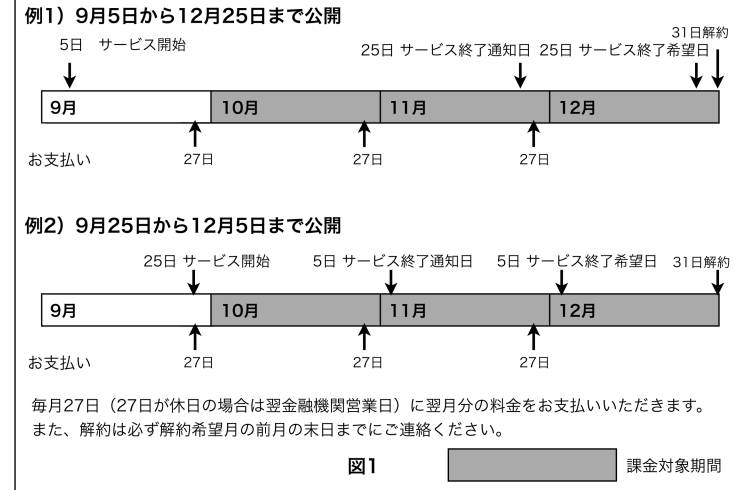 例1）9月5日から12月25日まで公開
31日解約
5日　サービス開始
25日 サービス終了通知日 25日 サービス終了希望日
9月 10月 11月 12月
お支払い 27日 27日 27日
例2）9月25日から12月5日まで公開
25日 サービス開始 5日 サービス終了通知日 5日 サービス終了希望日 31日解約
9月 10月 11月 12月
お支払い 27日 27日 27日
毎月27日（27日が休日の場合は翌金融機関営業日）に翌月分の料金をお支払いいただきます。
また、解約は必ず解約希望月の前月の末日までにご連絡ください。
図1 課金対象期間